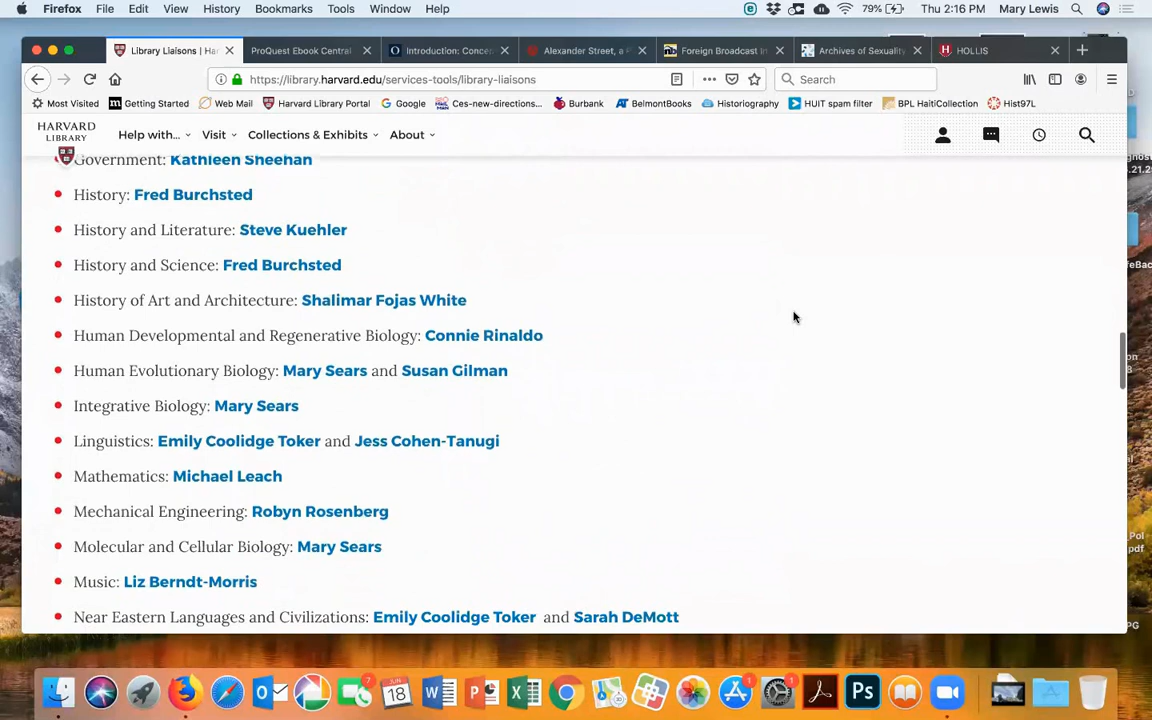 Firefox File Edit View History Bookmarks Tools Window Help 79% Thu 2:16 PM Mary Lewis
Library Liaisons | Har ProQuest Ebook Central Introduction: Concer Alexander Street, a P Foreign Broadcast In Archives of Sexuality HOLLIS
https://library.harvard.edu/services-tools/library-liaisons Search
Most Visited Getting Started Web Mail Harvard Library Portal Google Ces-new-directions... Burbank BelmontBooks Historiography HUIT spam filter BPL HaitiCollection Hist97L
HARVARD
LIBRARY
Help with... Visit Collections & Exhibits About
Government: Kathleen Sheehan
History: Fred Burchsted
History and Literature: Steve Kuehler
History and Science: Fred Burchsted
History of Art and Architecture: Shalimar Fojas White
Human Developmental and Regenerative Biology: Connie Rinaldo
Human Evolutionary Biology: Mary Sears and Susan Gilman
Integrative Biology: Mary Sears
Linguistics: Emily Coolidge Toker and Jess Cohen-Tanugi
Mathematics: Michael Leach
Mechanical Engineering: Robyn Rosenberg
Molecular and Cellular Biology: Mary Sears
Music: Liz Berndt-Morris
Near Eastern Languages and Civilizations: Emily Coolidge Toker and Sarah DeMott